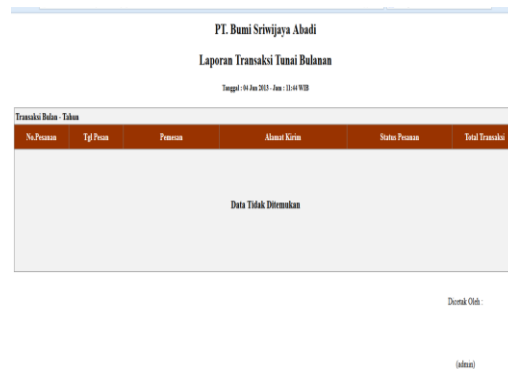 PT. Bumi Sriwijaya Abadi
Laporan Transaksi Tunai Bulanan
Tanggal : 04 Jun 2013 - Jam : 11:44 WIB
Transaksi Bulan - Tahun
No.Pesanan Tgl Pesan Pemesan Alamat Kirim Status Pesanan Total Transaksi
Data Tidak Ditemukan
Dicetak Oleh :
(admin)